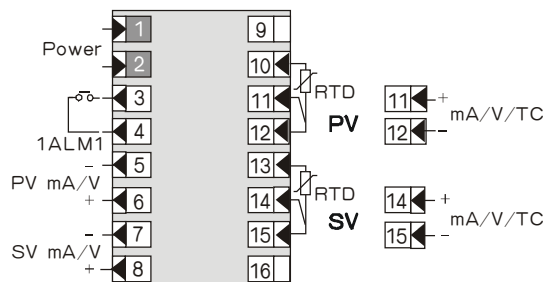 Power
1 9
2 10
3 11 RTD 11 + mA/V/TC
PV
4 12 12 -
1ALM1
- 5 13
PV mA/V
+ 6 14 RTD 14 + mA/V/TC
SV
- 7 15 15 -
SV mA/V
+ 8 16